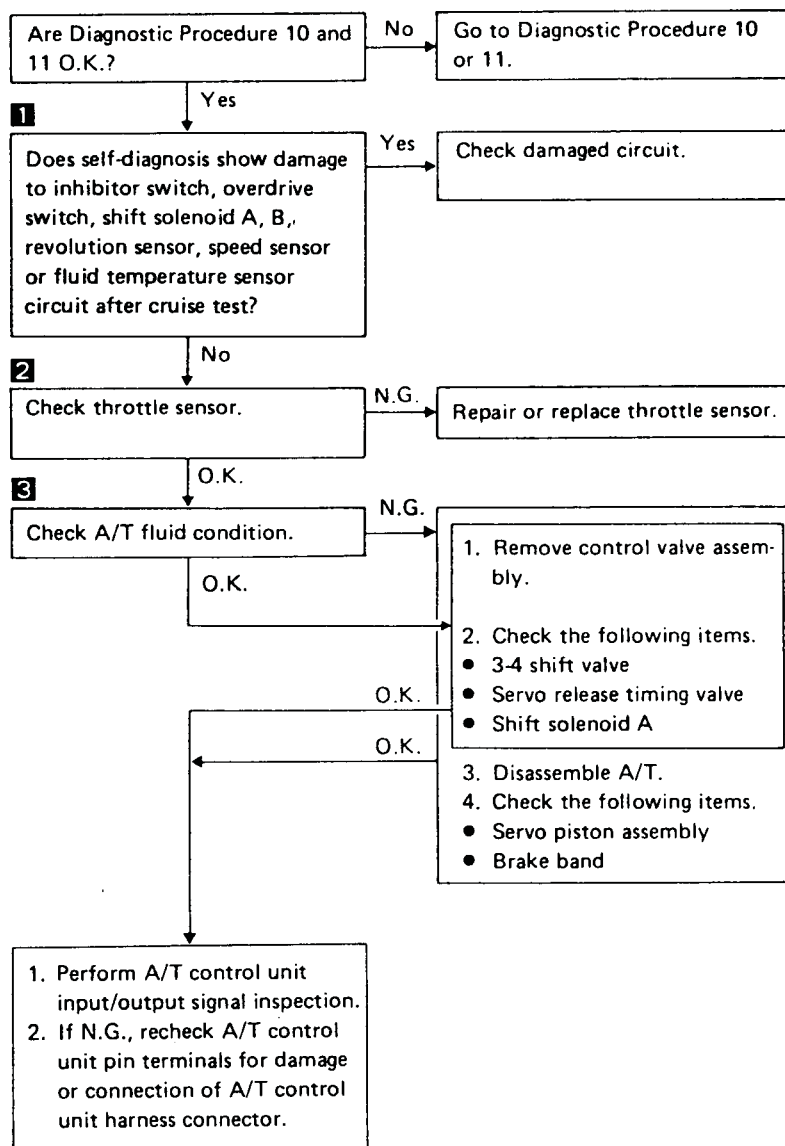 Are Diagnostic Procedure 10 and
11 O.K.?
No
Go to Diagnostic Procedure 10
or 11.
Yes
1
Does self-diagnosis show damage
to inhibitor switch, overdrive
switch, shift solenoid A, B,
revolution sensor, speed sensor
or fluid temperature sensor
circuit after cruise test?
Yes
Check damaged circuit.
No
2
Check throttle sensor.
N.G.
Repair or replace throttle sensor.
O.K.
3
Check A/T fluid condition.
N.G.
O.K.
1. Remove control valve assem-
bly.
2. Check the following items.
● 3-4 shift valve
● Servo release timing valve
● Shift solenoid A
O.K.
O.K.
3. Disassemble A/T.
4. Check the following items.
● Servo piston assembly
● Brake band
1. Perform A/T control unit
input/output signal inspection.
2. If N.G., recheck A/T control
unit pin terminals for damage
or connection of A/T control
unit harness connector.